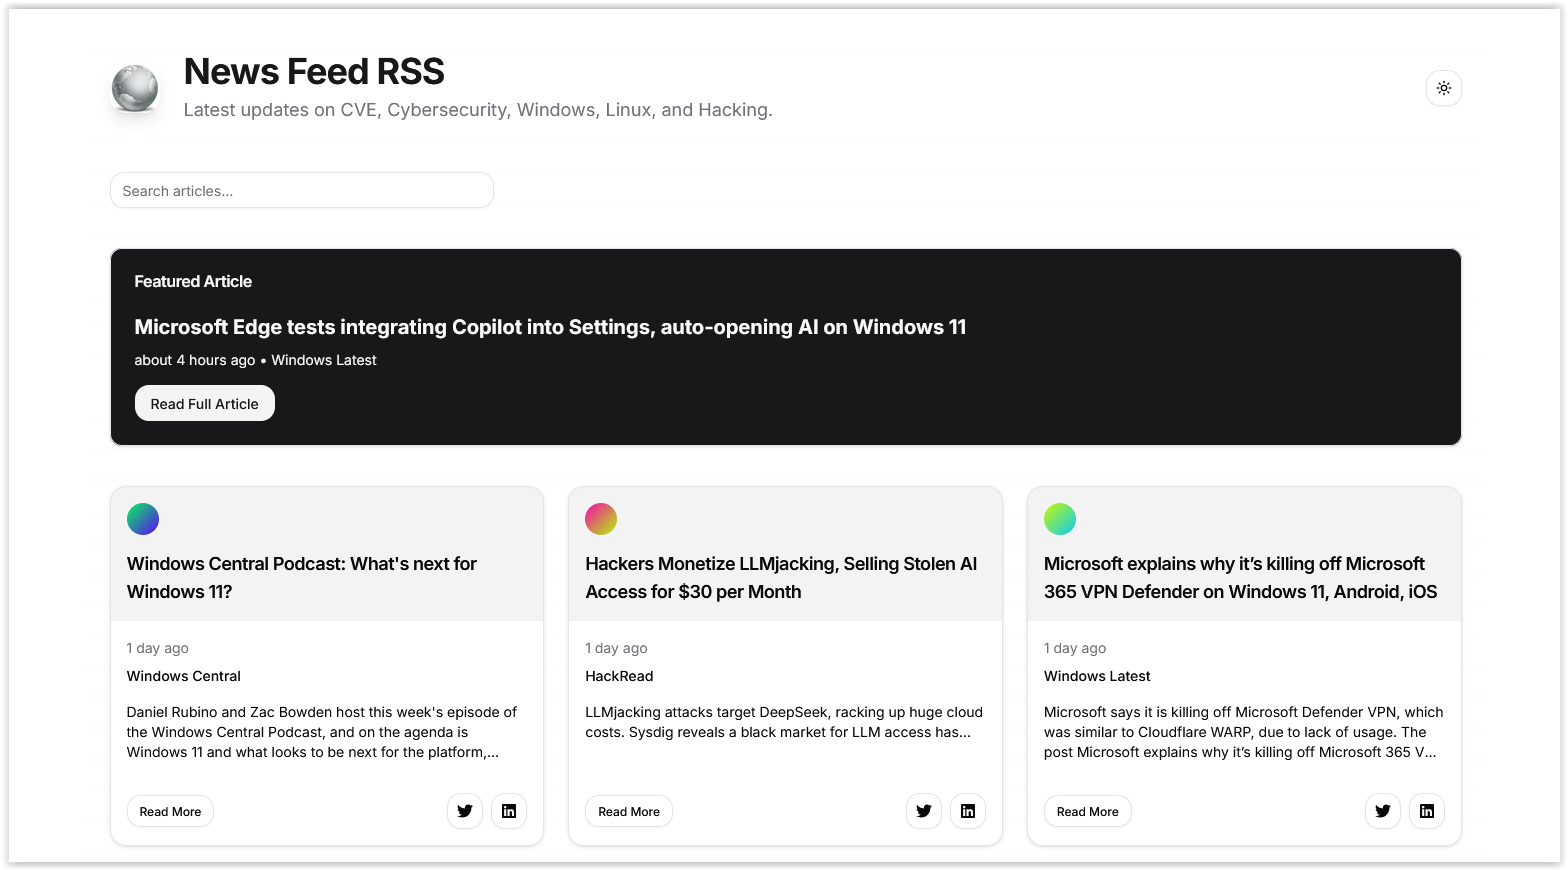 News Feed RSS
Latest updates on CVE, Cybersecurity, Windows, Linux, and Hacking.
Search articles...
Featured Article
Microsoft Edge tests integrating Copilot into Settings, auto-opening AI on Windows 11
about 4 hours ago • Windows Latest
Read Full Article
Windows Central Podcast: What's next for
Windows 11?
1 day ago
Windows Central
Daniel Rubino and Zac Bowden host this week's episode of
the Windows Central Podcast, and on the agenda is
Windows 11 and what looks to be next for the platform,...
Read More
Hackers Monetize LLMjacking, Selling Stolen AI
Access for $30 per Month
1 day ago
HackRead
LLMjacking attacks target DeepSeek, racking up huge cloud
costs. Sysdig reveals a black market for LLM access has...
Read More
Microsoft explains why it’s killing off Microsoft
365 VPN Defender on Windows 11, Android, iOS
1 day ago
Windows Latest
Microsoft says it is killing off Microsoft Defender VPN, which
was similar to Cloudflare WARP, due to lack of usage. The
post Microsoft explains why it’s killing off Microsoft 365 V...
Read More